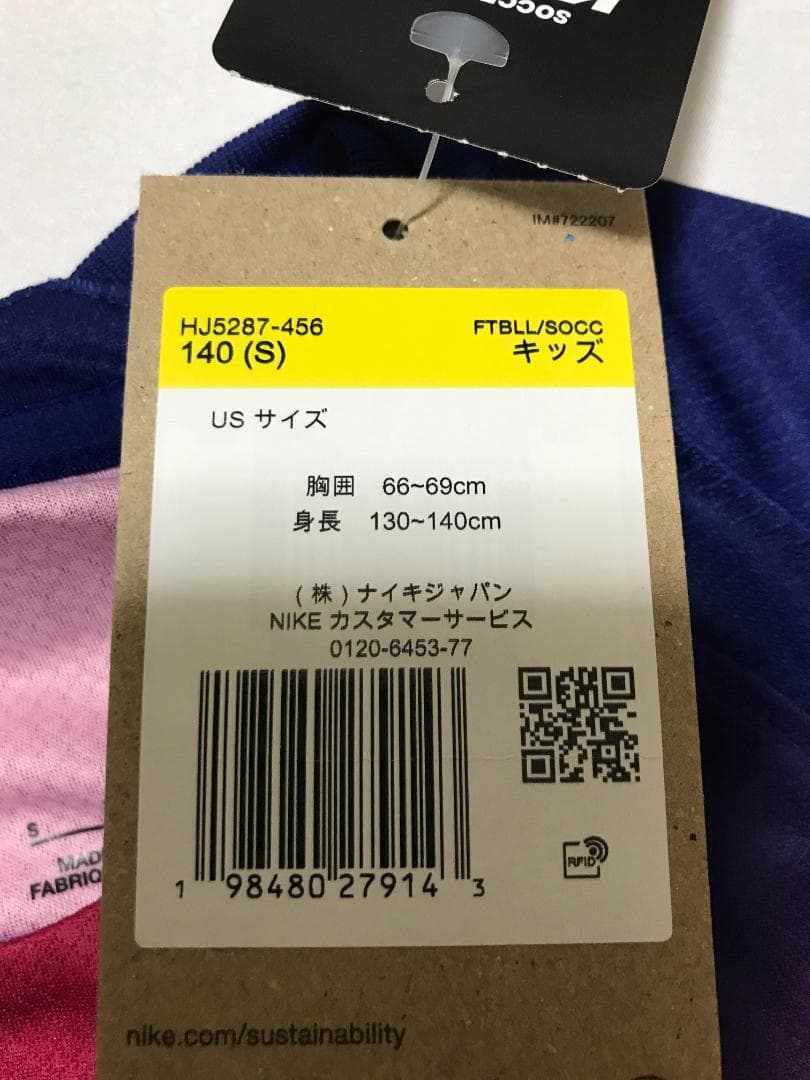 SOCCE
IM#722207
HJ5287-456
FTBLL/SOCC
140 (S)
キッズ
US サイズ
胸囲 66~69cm
身長 130~140cm
(株)ナイキジャパン
NIKE カスタマーサービス
0120-6453-77
RFID
1 98480 27914 3
S
MAD
FABRIQ
nike.com/sustainability